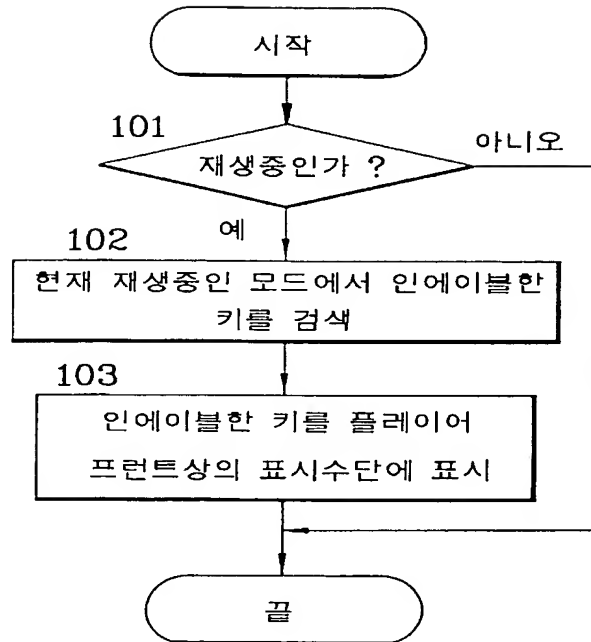 시작
101
재생중인가 ?
아니오
예
102
현재 재생중인 모드에서 인에이블한
키를 검색
103
인에이블한 키를 플레이어
프런트상의 표시수단에 표시
끝